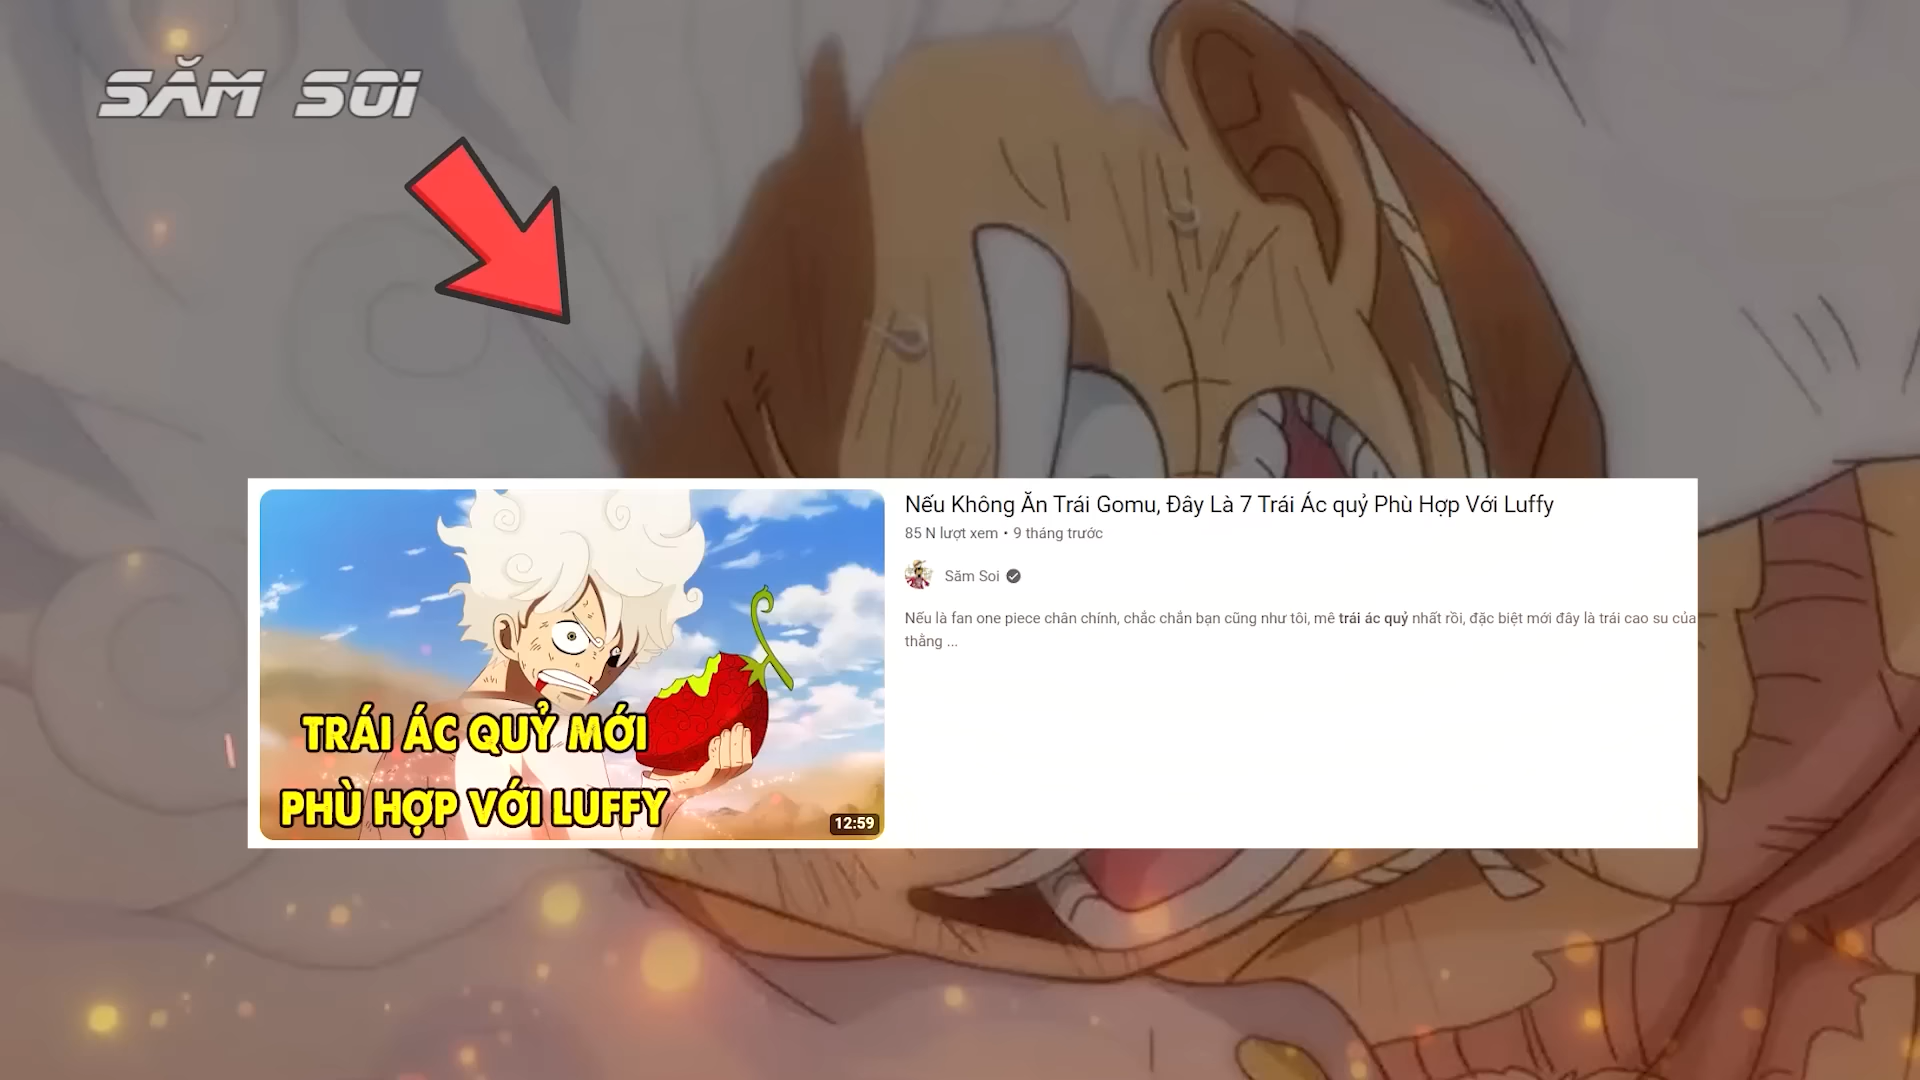 SĂM SOI
Nếu Không Ăn Trái Gomu, Đây Là 7 Trái Ác quỷ Phù Hợp Với Luffy
85 N lượt xem • 9 tháng trước
Săm Soi
Nếu là fan one piece chân chính, chắc chắn bạn cũng như tôi, mê trái ác quỷ nhất rồi, đặc biệt mới đây là trái cao su của
thằng ...
TRÁI ÁC QUỶ MỚI
PHÙ HỢP VỚI LUFFY
12:59